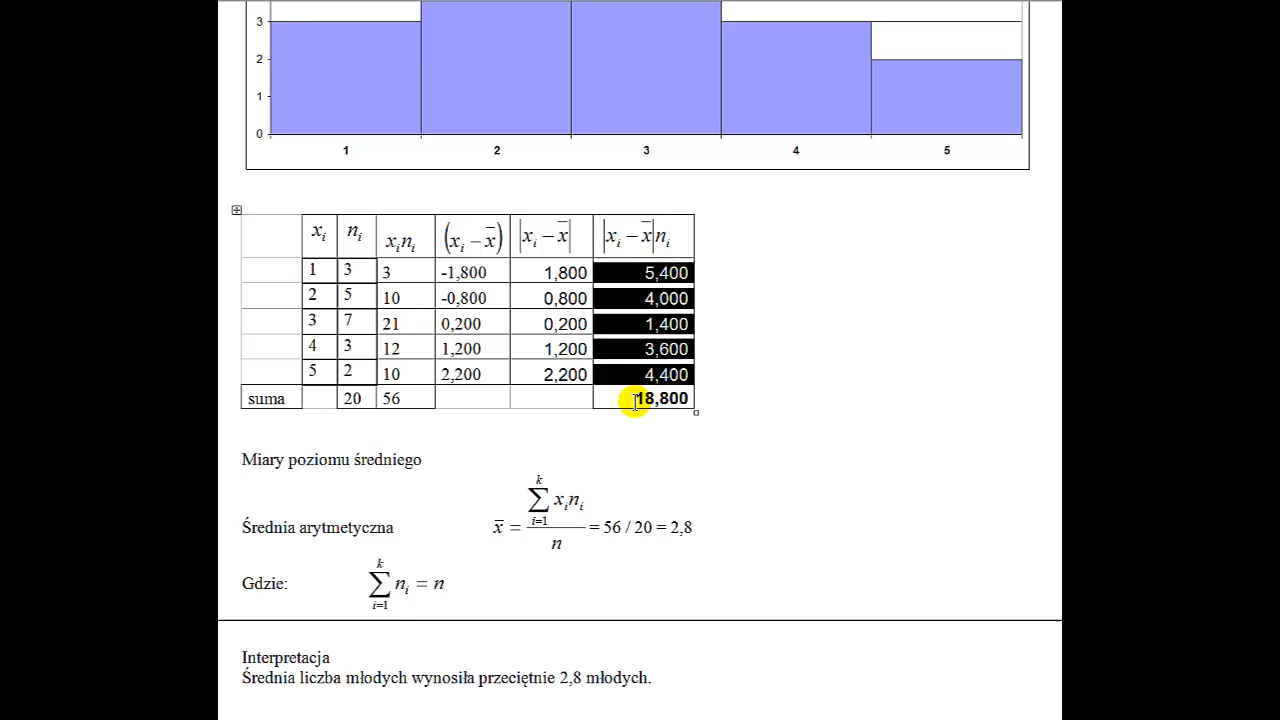 3
2
1
0
1 2 3 4 5
xᵢ nᵢ xᵢnᵢ (xᵢ − x̄) |xᵢ − x̄| |xᵢ − x̄|nᵢ
1 3 3 -1,800 1,800 5,400
2 5 10 -0,800 0,800 4,000
3 7 21 0,200 0,200 1,400
4 3 12 1,200 1,200 3,600
5 2 10 2,200 2,200 4,400
suma 20 56 18,800
Miary poziomu średniego
Średnia arytmetyczna x̄ = ∑_{i=1}^{k} xᵢnᵢ / n = 56 / 20 = 2,8
Gdzie: ∑_{i=1}^{k} nᵢ = n
Interpretacja
Średnia liczba młodych wynosiła przeciętnie 2,8 młodych.